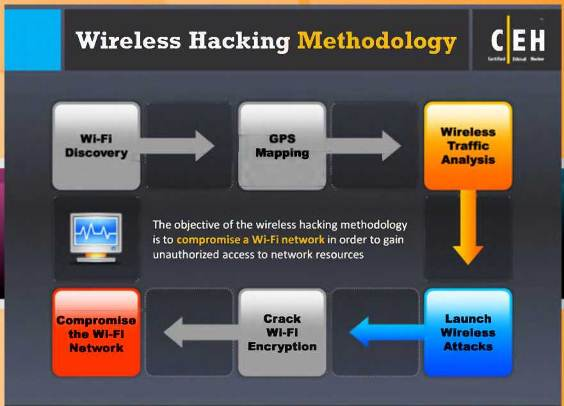 Wireless Hacking Methodology
C|EH
Certified Ethical Hacker
Wi-Fi
Discovery
GPS
Mapping
Wireless
Traffic
Analysis
The objective of the wireless hacking methodology
is to compromise a Wi-Fi network in order to gain
unauthorized access to network resources
Compromise
the Wi-Fi
Network
Crack
Wi-Fi
Encryption
Launch
Wireless
Attacks